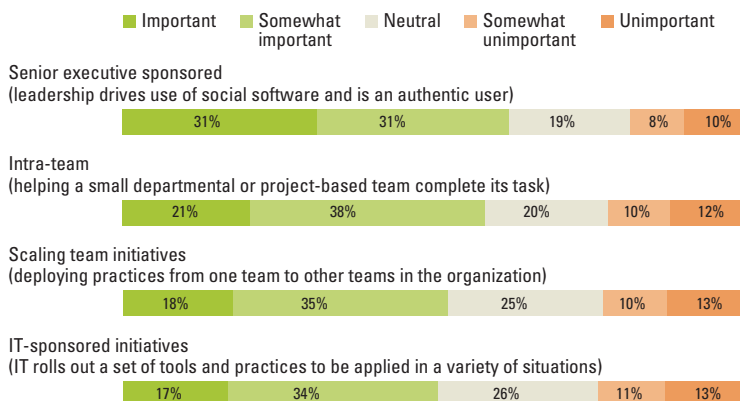 Important Somewhat important Neutral Somewhat unimportant Unimportant
Senior executive sponsored
(leadership drives use of social software and is an authentic user)
31% 31% 19% 8% 10%
Intra-team
(helping a small departmental or project-based team complete its task)
21% 38% 20% 10% 12%
Scaling team initiatives
(deploying practices from one team to other teams in the organization)
18% 35% 25% 10% 13%
IT-sponsored initiatives
(IT rolls out a set of tools and practices to be applied in a variety of situations)
17% 34% 26% 11% 13%